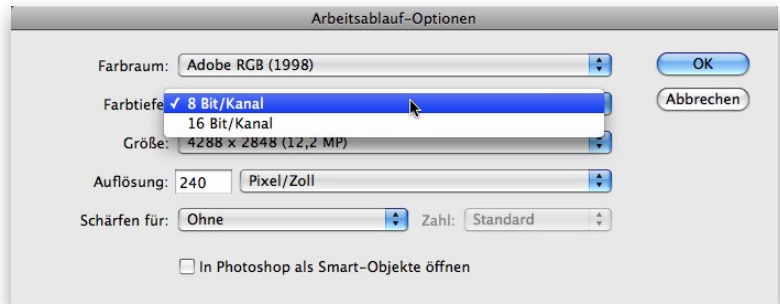 Arbeitsablauf-Optionen
Farbraum: Adobe RGB (1998) OK
Farbtiefe ✓ 8 Bit/Kanal Abbrechen
16 Bit/Kanal
Größe: 4288 x 2848 (12,2 MP)
Auflösung: 240 Pixel/Zoll
Schärfen für: Ohne Zahl: Standard
In Photoshop als Smart-Objekte öffnen